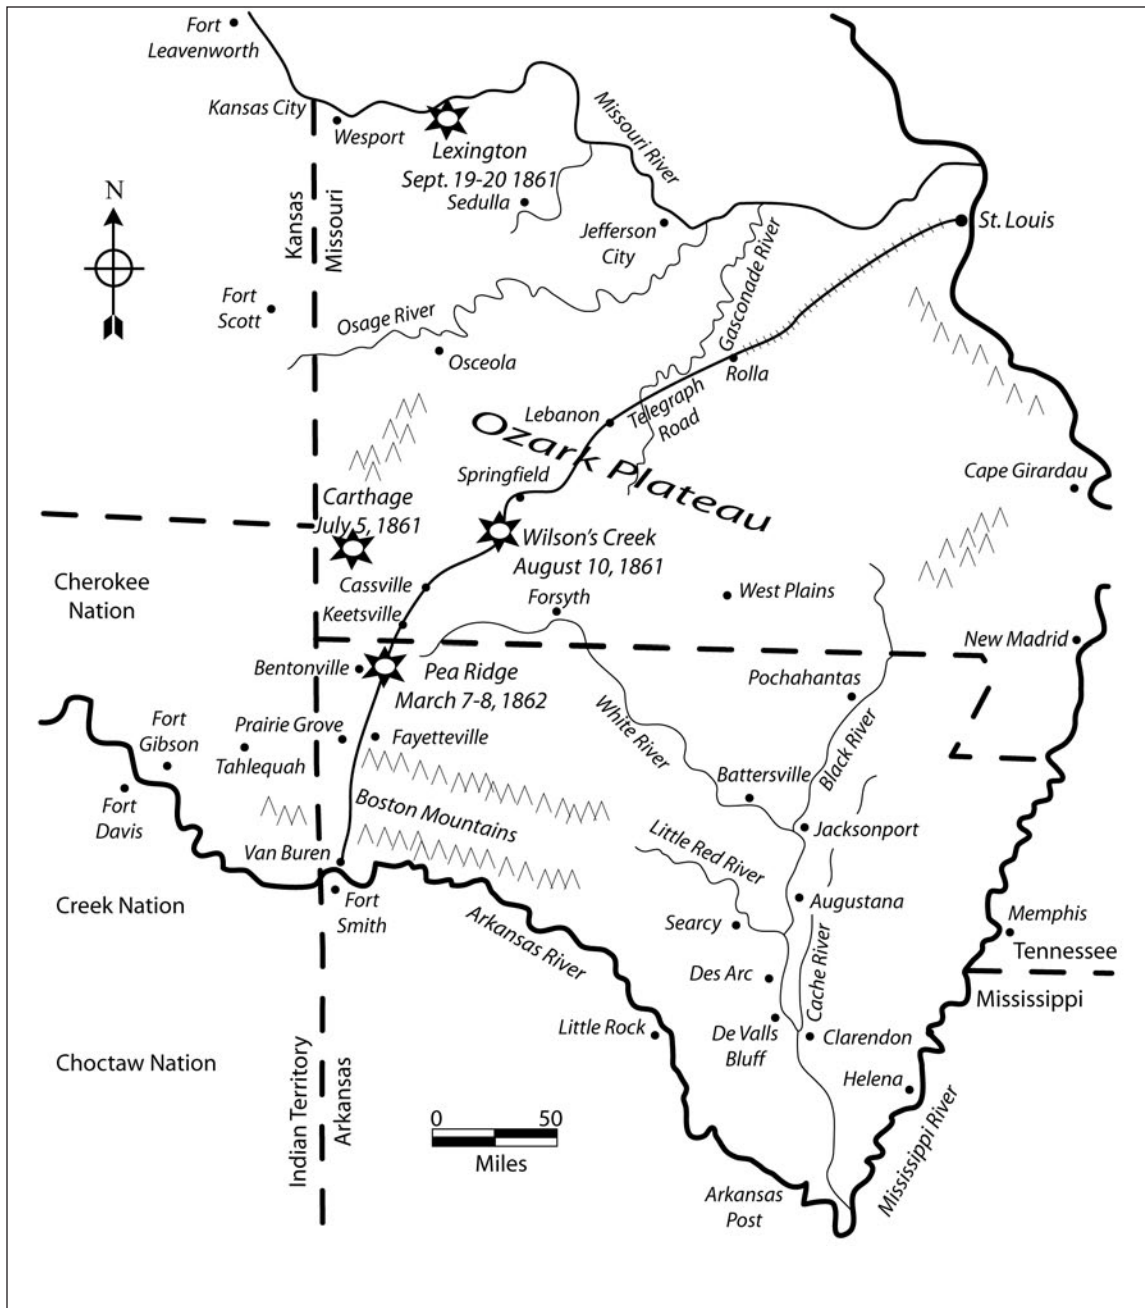 Fort
Leavenworth
Kansas City
Wesport
Lexington
Sept. 19-20 1861
Sedulla
Missouri River
Jefferson
City
St. Louis
N
Kansas
Missouri
Fort
Scott
Osage River
Osceola
Gasconade River
Rolla
Telegraph
Road
Lebanon
Ozark Plateau
Springfield
Cape Girardau
Carthage
July 5, 1861
Wilson's Creek
August 10, 1861
Cherokee
Nation
Cassville
Keetsville
Forsyth
West Plains
New Madrid
Bentonville
Pea Ridge
March 7-8, 1862
Pochahantas
Fort
Gibson
Prairie Grove
Fayetteville
Tahlequah
White River
Black River
Battersville
Fort
Davis
Boston Mountains
Van Buren
Little Red River
Jacksonport
Creek Nation
Fort
Smith
Arkansas River
Searcy
Augustana
Memphis
Tennessee
Mississippi
Des Arc
Cache River
Little Rock
De Valls
Bluff
Clarendon
Choctaw Nation
Indian Territory
Arkansas
Helena
Mississippi River
0 50
Miles
Arkansas
Post